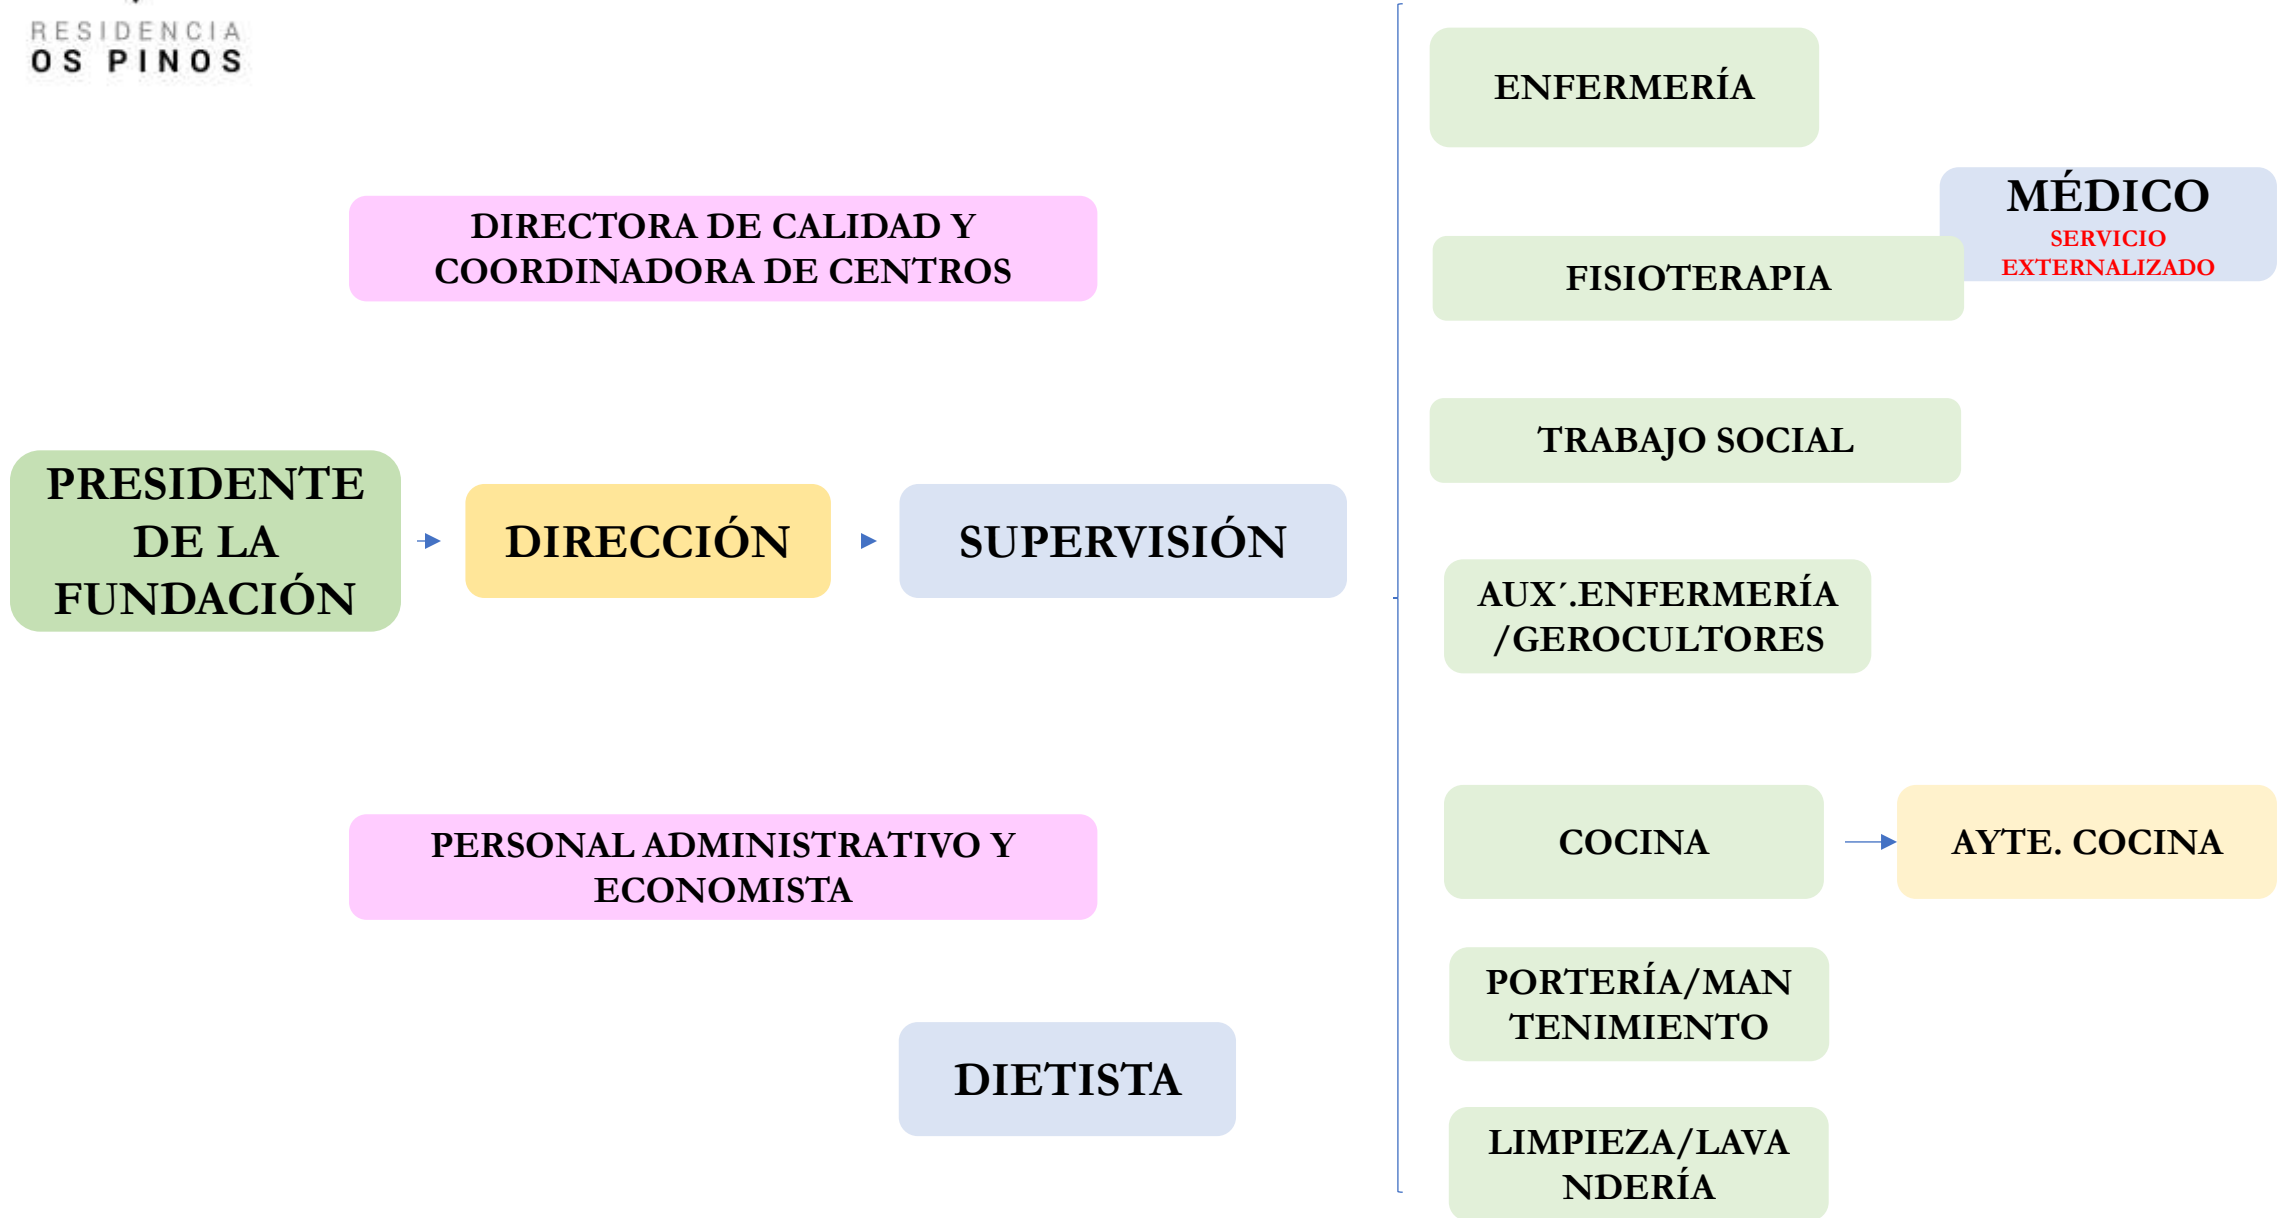 RESIDENCIA
OS PINOS
ENFERMERÍA
MÉDICO
SERVICIO
EXTERNALIZADO
DIRECTORA DE CALIDAD Y
COORDINADORA DE CENTROS
FISIOTERAPIA
TRABAJO SOCIAL
PRESIDENTE
DE LA
FUNDACIÓN
DIRECCIÓN
SUPERVISIÓN
AUX´.ENFERMERÍA
/GEROCULTORES
PERSONAL ADMINISTRATIVO Y
ECONOMISTA
COCINA
AYTE. COCINA
PORTERÍA/MAN
TENIMIENTO
DIETISTA
LIMPIEZA/LAVA
NDERÍA